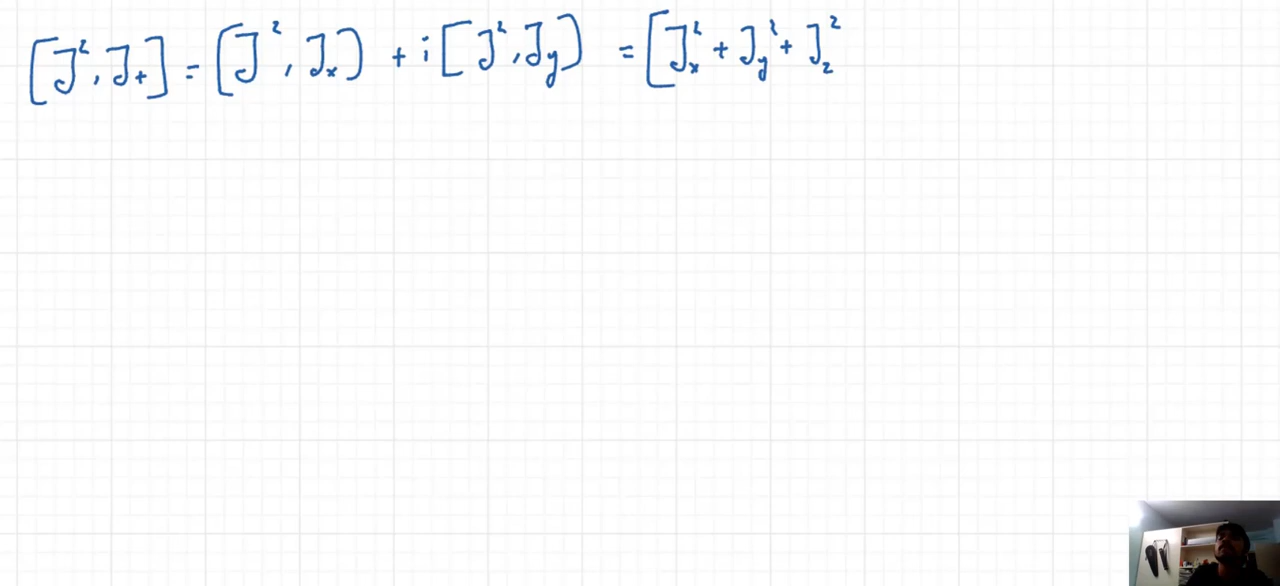 [J², J₊] = [J², Jₓ] + i[J², J_y] = [Jₓ² + J_y² + J_z²